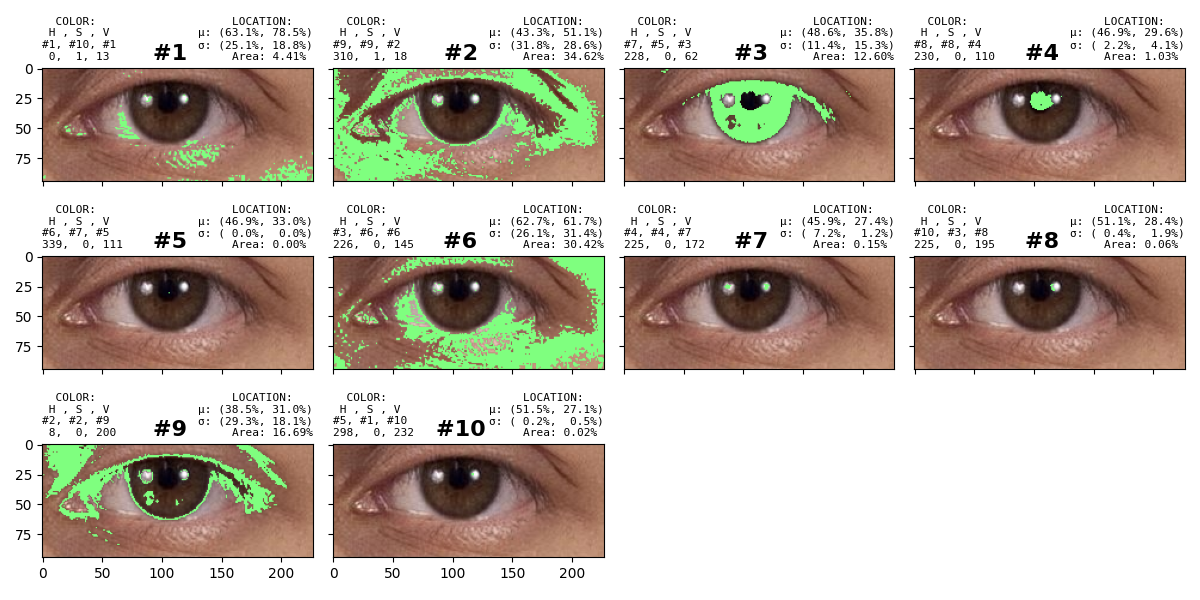 COLOR: LOCATION:
H , S , V μ: (63.1%, 78.5%)
#1, #10, #1 #1 σ: (25.1%, 18.8%)
0, 1, 13 Area: 4.41%
COLOR: LOCATION:
H , S , V μ: (43.3%, 51.1%)
#9, #9, #2 #2 σ: (31.8%, 28.6%)
310, 1, 18 Area: 34.62%
COLOR: LOCATION:
H , S , V μ: (48.6%, 35.8%)
#7, #5, #3 #3 σ: (11.4%, 15.3%)
228, 0, 62 Area: 12.60%
COLOR: LOCATION:
H , S , V μ: (46.9%, 29.6%)
#8, #8, #4 #4 σ: ( 2.2%, 4.1%)
230, 0, 110 Area: 1.03%
0
25
50
75
COLOR: LOCATION:
H , S , V μ: (46.9%, 33.0%)
#6, #7, #5 #5 σ: ( 0.0%, 0.0%)
339, 0, 111 Area: 0.00%
COLOR: LOCATION:
H , S , V μ: (62.7%, 61.7%)
#3, #6, #6 #6 σ: (26.1%, 31.4%)
226, 0, 145 Area: 30.42%
COLOR: LOCATION:
H , S , V μ: (45.9%, 27.4%)
#4, #4, #7 #7 σ: ( 7.2%, 1.2%)
225, 0, 172 Area: 0.15%
COLOR: LOCATION:
H , S , V μ: (51.1%, 28.4%)
#10, #3, #8 #8 σ: ( 0.4%, 1.9%)
225, 0, 195 Area: 0.06%
0
25
50
75
COLOR: LOCATION:
H , S , V μ: (38.5%, 31.0%)
#2, #2, #9 #9 σ: (29.3%, 18.1%)
8, 0, 200 Area: 16.69%
COLOR: LOCATION:
H , S , V μ: (51.5%, 27.1%)
#5, #1, #10 #10 σ: ( 0.2%, 0.5%)
298, 0, 232 Area: 0.02%
0
25
50
75
0 50 100 150 200
0 50 100 150 200